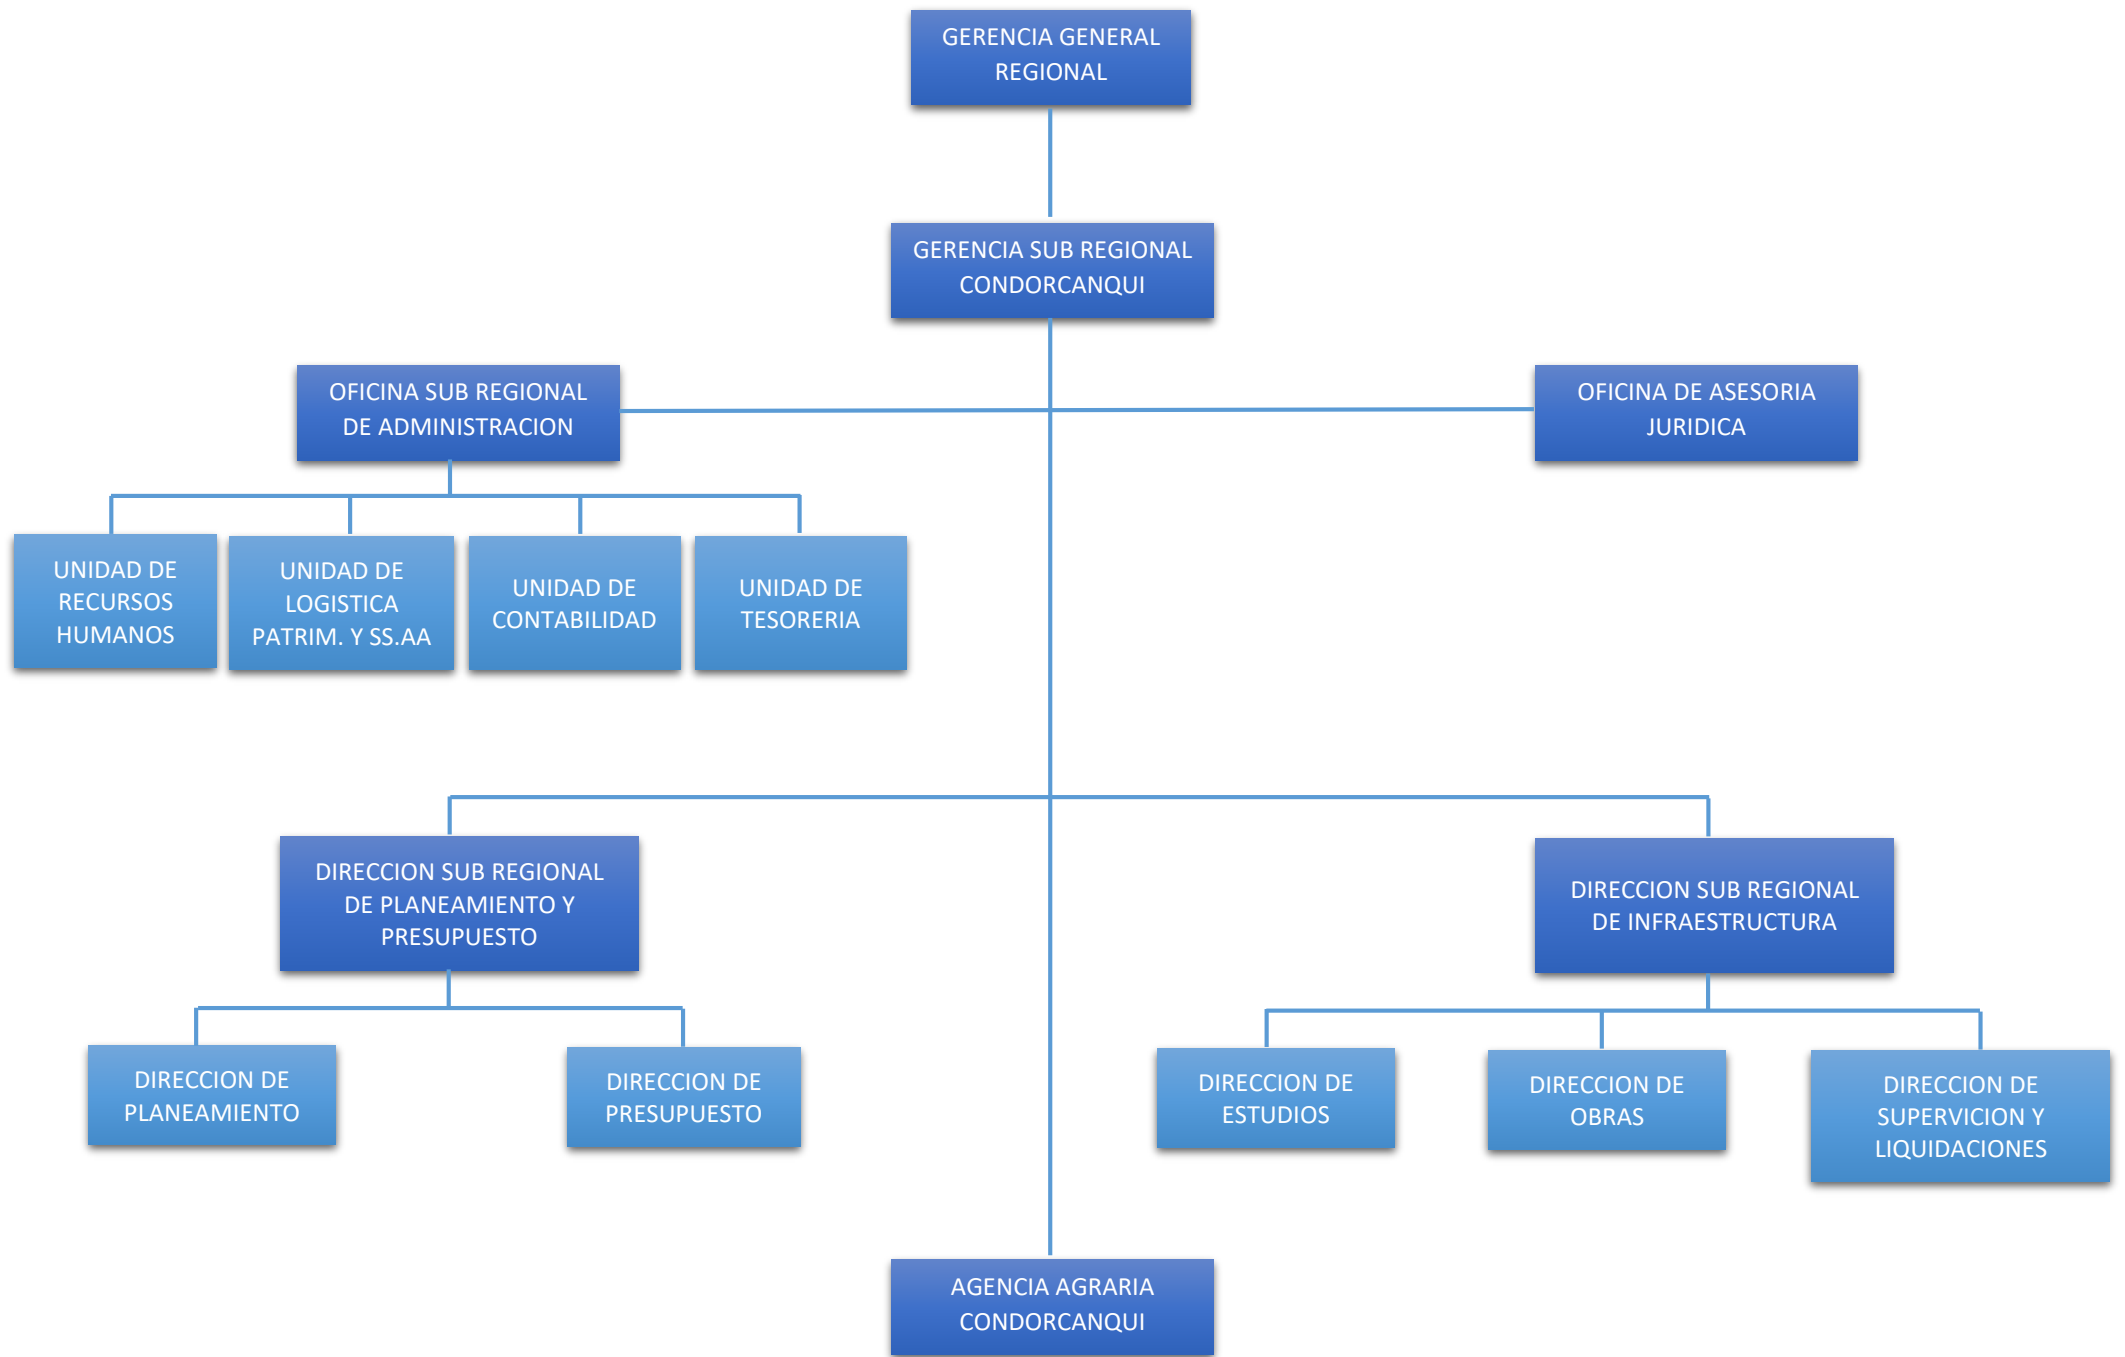 GERENCIA GENERAL
REGIONAL
GERENCIA SUB REGIONAL
CONDORCANQUI
OFICINA SUB REGIONAL
DE ADMINISTRACION
OFICINA DE ASESORIA
JURIDICA
UNIDAD DE
RECURSOS
HUMANOS
UNIDAD DE
LOGISTICA
PATRIM. Y SS.AA
UNIDAD DE
CONTABILIDAD
UNIDAD DE
TESORERIA
DIRECCION SUB REGIONAL
DE PLANEAMIENTO Y
PRESUPUESTO
DIRECCION SUB REGIONAL
DE INFRAESTRUCTURA
DIRECCION DE
PLANEAMIENTO
DIRECCION DE
PRESUPUESTO
DIRECCION DE
ESTUDIOS
DIRECCION DE
OBRAS
DIRECCION DE
SUPERVICION Y
LIQUIDACIONES
AGENCIA AGRARIA
CONDORCANQUI